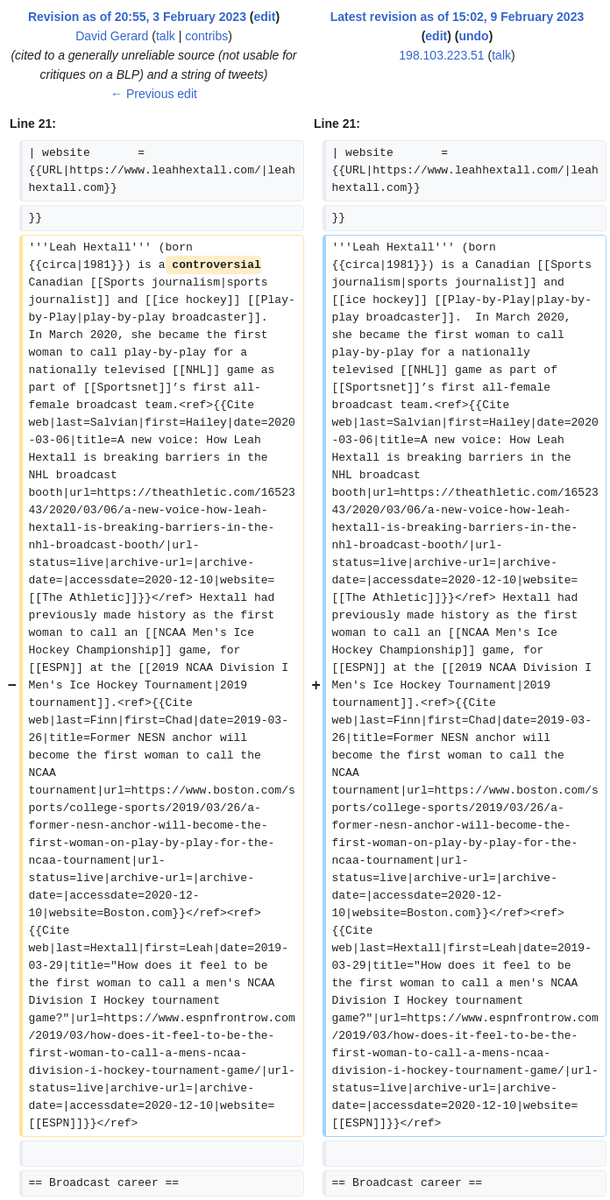 Revision as of 20:55, 3 February 2023 (edit)
David Gerard (talk | contribs)
(cited to a generally unreliable source (not usable for
critiques on a BLP) and a string of tweets)
← Previous edit
Line 21:
| website       =
{{URL|https://www.leahhextall.com/|leah
hextall.com}}
}}
− '''Leah Hextall''' (born
{{circa|1981}}) is a controversial
Canadian [[Sports journalism|sports
journalist]] and [[ice hockey]] [[Play-
by-Play|play-by-play broadcaster]].
In March 2020, she became the first
woman to call play-by-play for a
nationally televised [[NHL]] game as
part of [[Sportsnet]]’s first all-
female broadcast team.<ref>{{Cite
web|last=Salvian|first=Hailey|date=2020
-03-06|title=A new voice: How Leah
Hextall is breaking barriers in the
NHL broadcast
booth|url=https://theathletic.com/16523
43/2020/03/06/a-new-voice-how-leah-
hextall-is-breaking-barriers-in-the-
nhl-broadcast-booth/|url-
status=live|archive-url=|archive-
date=|accessdate=2020-12-10|website=
[[The Athletic]]}}</ref> Hextall had
previously made history as the first
woman to call an [[NCAA Men's Ice
Hockey Championship]] game, for
[[ESPN]] at the [[2019 NCAA Division I
Men's Ice Hockey Tournament|2019
tournament]].<ref>{{Cite
web|last=Finn|first=Chad|date=2019-03-
26|title=Former NESN anchor will
become the first woman to call the
NCAA
tournament|url=https://www.boston.com/s
ports/college-sports/2019/03/26/a-
former-nesn-anchor-will-become-the-
first-woman-on-play-by-play-for-the-
ncaa-tournament|url-
status=live|archive-url=|archive-
date=|accessdate=2020-12-
10|website=Boston.com}}</ref><ref>
{{Cite
web|last=Hextall|first=Leah|date=2019-
03-29|title="How does it feel to be
the first woman to call a men's NCAA
Division I Hockey tournament
game?"|url=https://www.espnfrontrow.com
/2019/03/how-does-it-feel-to-be-the-
first-woman-to-call-a-mens-ncaa-
division-i-hockey-tournament-game/|url-
status=live|archive-url=|archive-
date=|accessdate=2020-12-10|website=
[[ESPN]]}}</ref>
== Broadcast career ==
Latest revision as of 15:02, 9 February 2023
(edit) (undo)
198.103.223.51 (talk)
Line 21:
| website       =
{{URL|https://www.leahhextall.com/|leah
hextall.com}}
}}
+ '''Leah Hextall''' (born
{{circa|1981}}) is a Canadian [[Sports
journalism|sports journalist]] and
[[ice hockey]] [[Play-by-Play|play-by-
play broadcaster]].  In March 2020,
she became the first woman to call
play-by-play for a nationally
televised [[NHL]] game as part of
[[Sportsnet]]’s first all-female
broadcast team.<ref>{{Cite
web|last=Salvian|first=Hailey|date=2020
-03-06|title=A new voice: How Leah
Hextall is breaking barriers in the
NHL broadcast
booth|url=https://theathletic.com/16523
43/2020/03/06/a-new-voice-how-leah-
hextall-is-breaking-barriers-in-the-
nhl-broadcast-booth/|url-
status=live|archive-url=|archive-
date=|accessdate=2020-12-10|website=
[[The Athletic]]}}</ref> Hextall had
previously made history as the first
woman to call an [[NCAA Men's Ice
Hockey Championship]] game, for
[[ESPN]] at the [[2019 NCAA Division I
Men's Ice Hockey Tournament|2019
tournament]].<ref>{{Cite
web|last=Finn|first=Chad|date=2019-03-
26|title=Former NESN anchor will
become the first woman to call the
NCAA
tournament|url=https://www.boston.com/s
ports/college-sports/2019/03/26/a-
former-nesn-anchor-will-become-the-
first-woman-on-play-by-play-for-the-
ncaa-tournament|url-
status=live|archive-url=|archive-
date=|accessdate=2020-12-
10|website=Boston.com}}</ref><ref>
{{Cite
web|last=Hextall|first=Leah|date=2019-
03-29|title="How does it feel to be
the first woman to call a men's NCAA
Division I Hockey tournament
game?"|url=https://www.espnfrontrow.com
/2019/03/how-does-it-feel-to-be-the-
first-woman-to-call-a-mens-ncaa-
division-i-hockey-tournament-game/|url-
status=live|archive-url=|archive-
date=|accessdate=2020-12-10|website=
[[ESPN]]}}</ref>
== Broadcast career ==